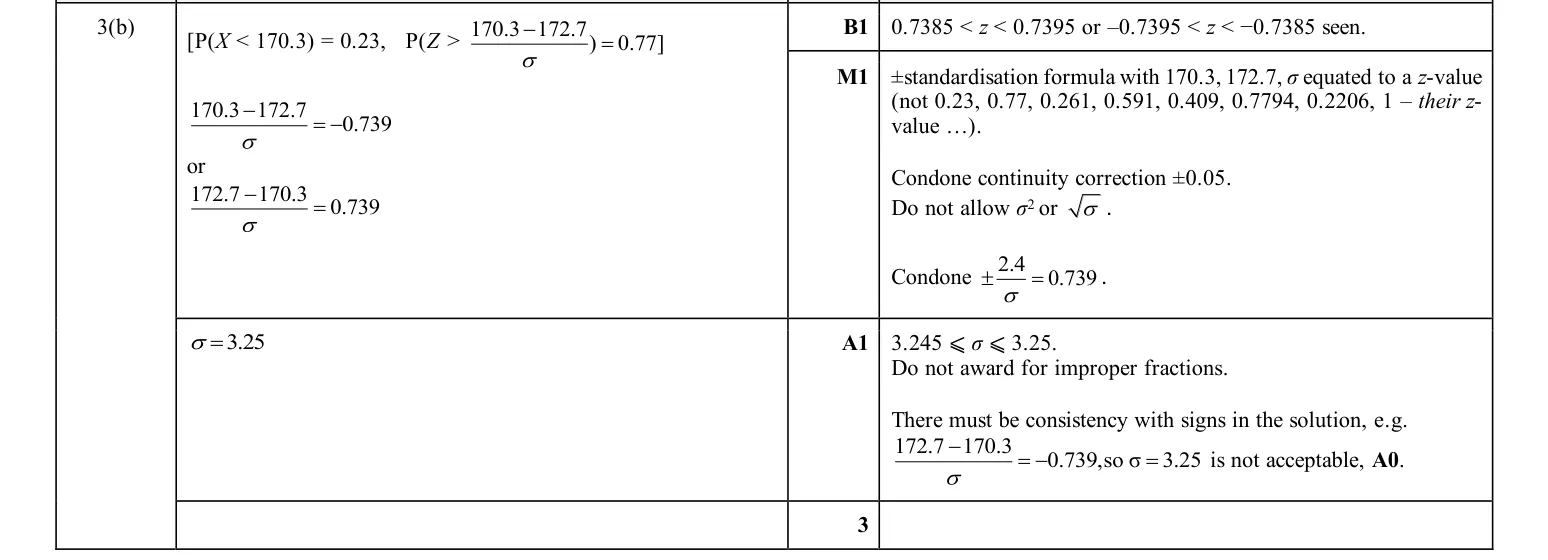 3(b)
[P(X < 170.3) = 0.23, P(Z > (170.3 − 172.7)/σ) = 0.77]
(170.3 − 172.7)/σ = −0.739
or
(172.7 − 170.3)/σ = 0.739
B1
0.7385 < z < 0.7395 or –0.7395 < z < −0.7385 seen.
M1
±standardisation formula with 170.3, 172.7, σ equated to a z-value
(not 0.23, 0.77, 0.261, 0.591, 0.409, 0.7794, 0.2206, 1 – their z-
value …).
Condone continuity correction ±0.05.
Do not allow σ² or √σ .
Condone ± 2.4/σ = 0.739 .
σ = 3.25
A1
3.245 ⩽ σ ⩽ 3.25.
Do not award for improper fractions.
There must be consistency with signs in the solution, e.g.
(172.7 − 170.3)/σ = −0.739,so σ = 3.25 is not acceptable, A0.
3